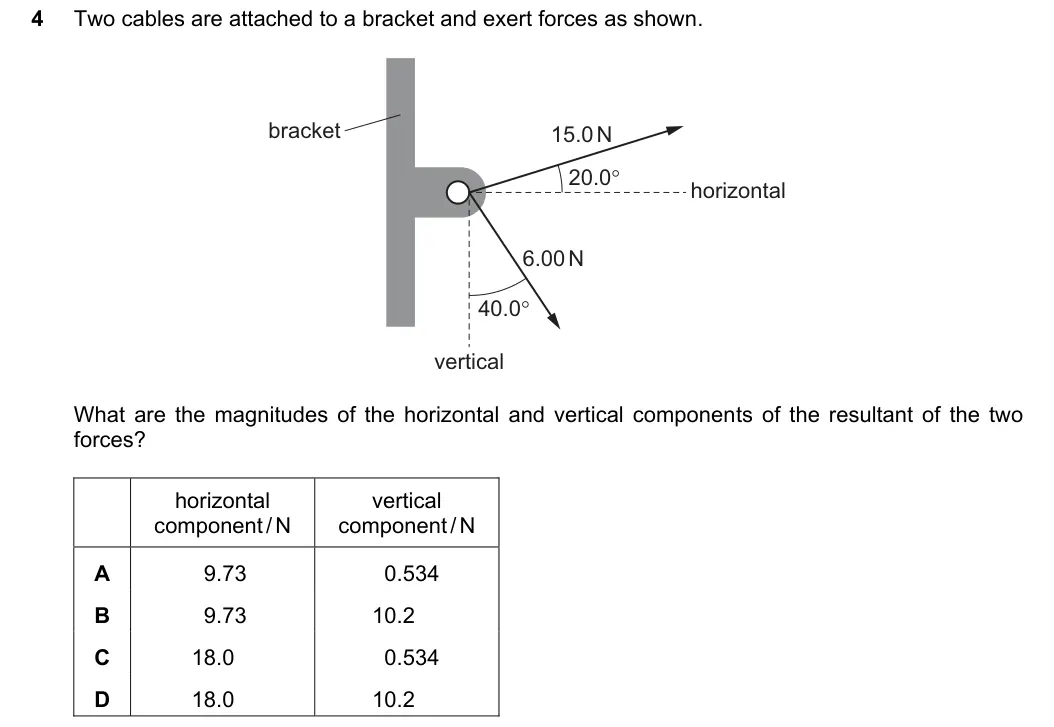 4 Two cables are attached to a bracket and exert forces as shown.
bracket
15.0 N
20.0°
horizontal
6.00 N
40.0°
vertical
What are the magnitudes of the horizontal and vertical components of the resultant of the two
forces?
horizontal component / N vertical component / N
A 9.73 0.534
B 9.73 10.2
C 18.0 0.534
D 18.0 10.2